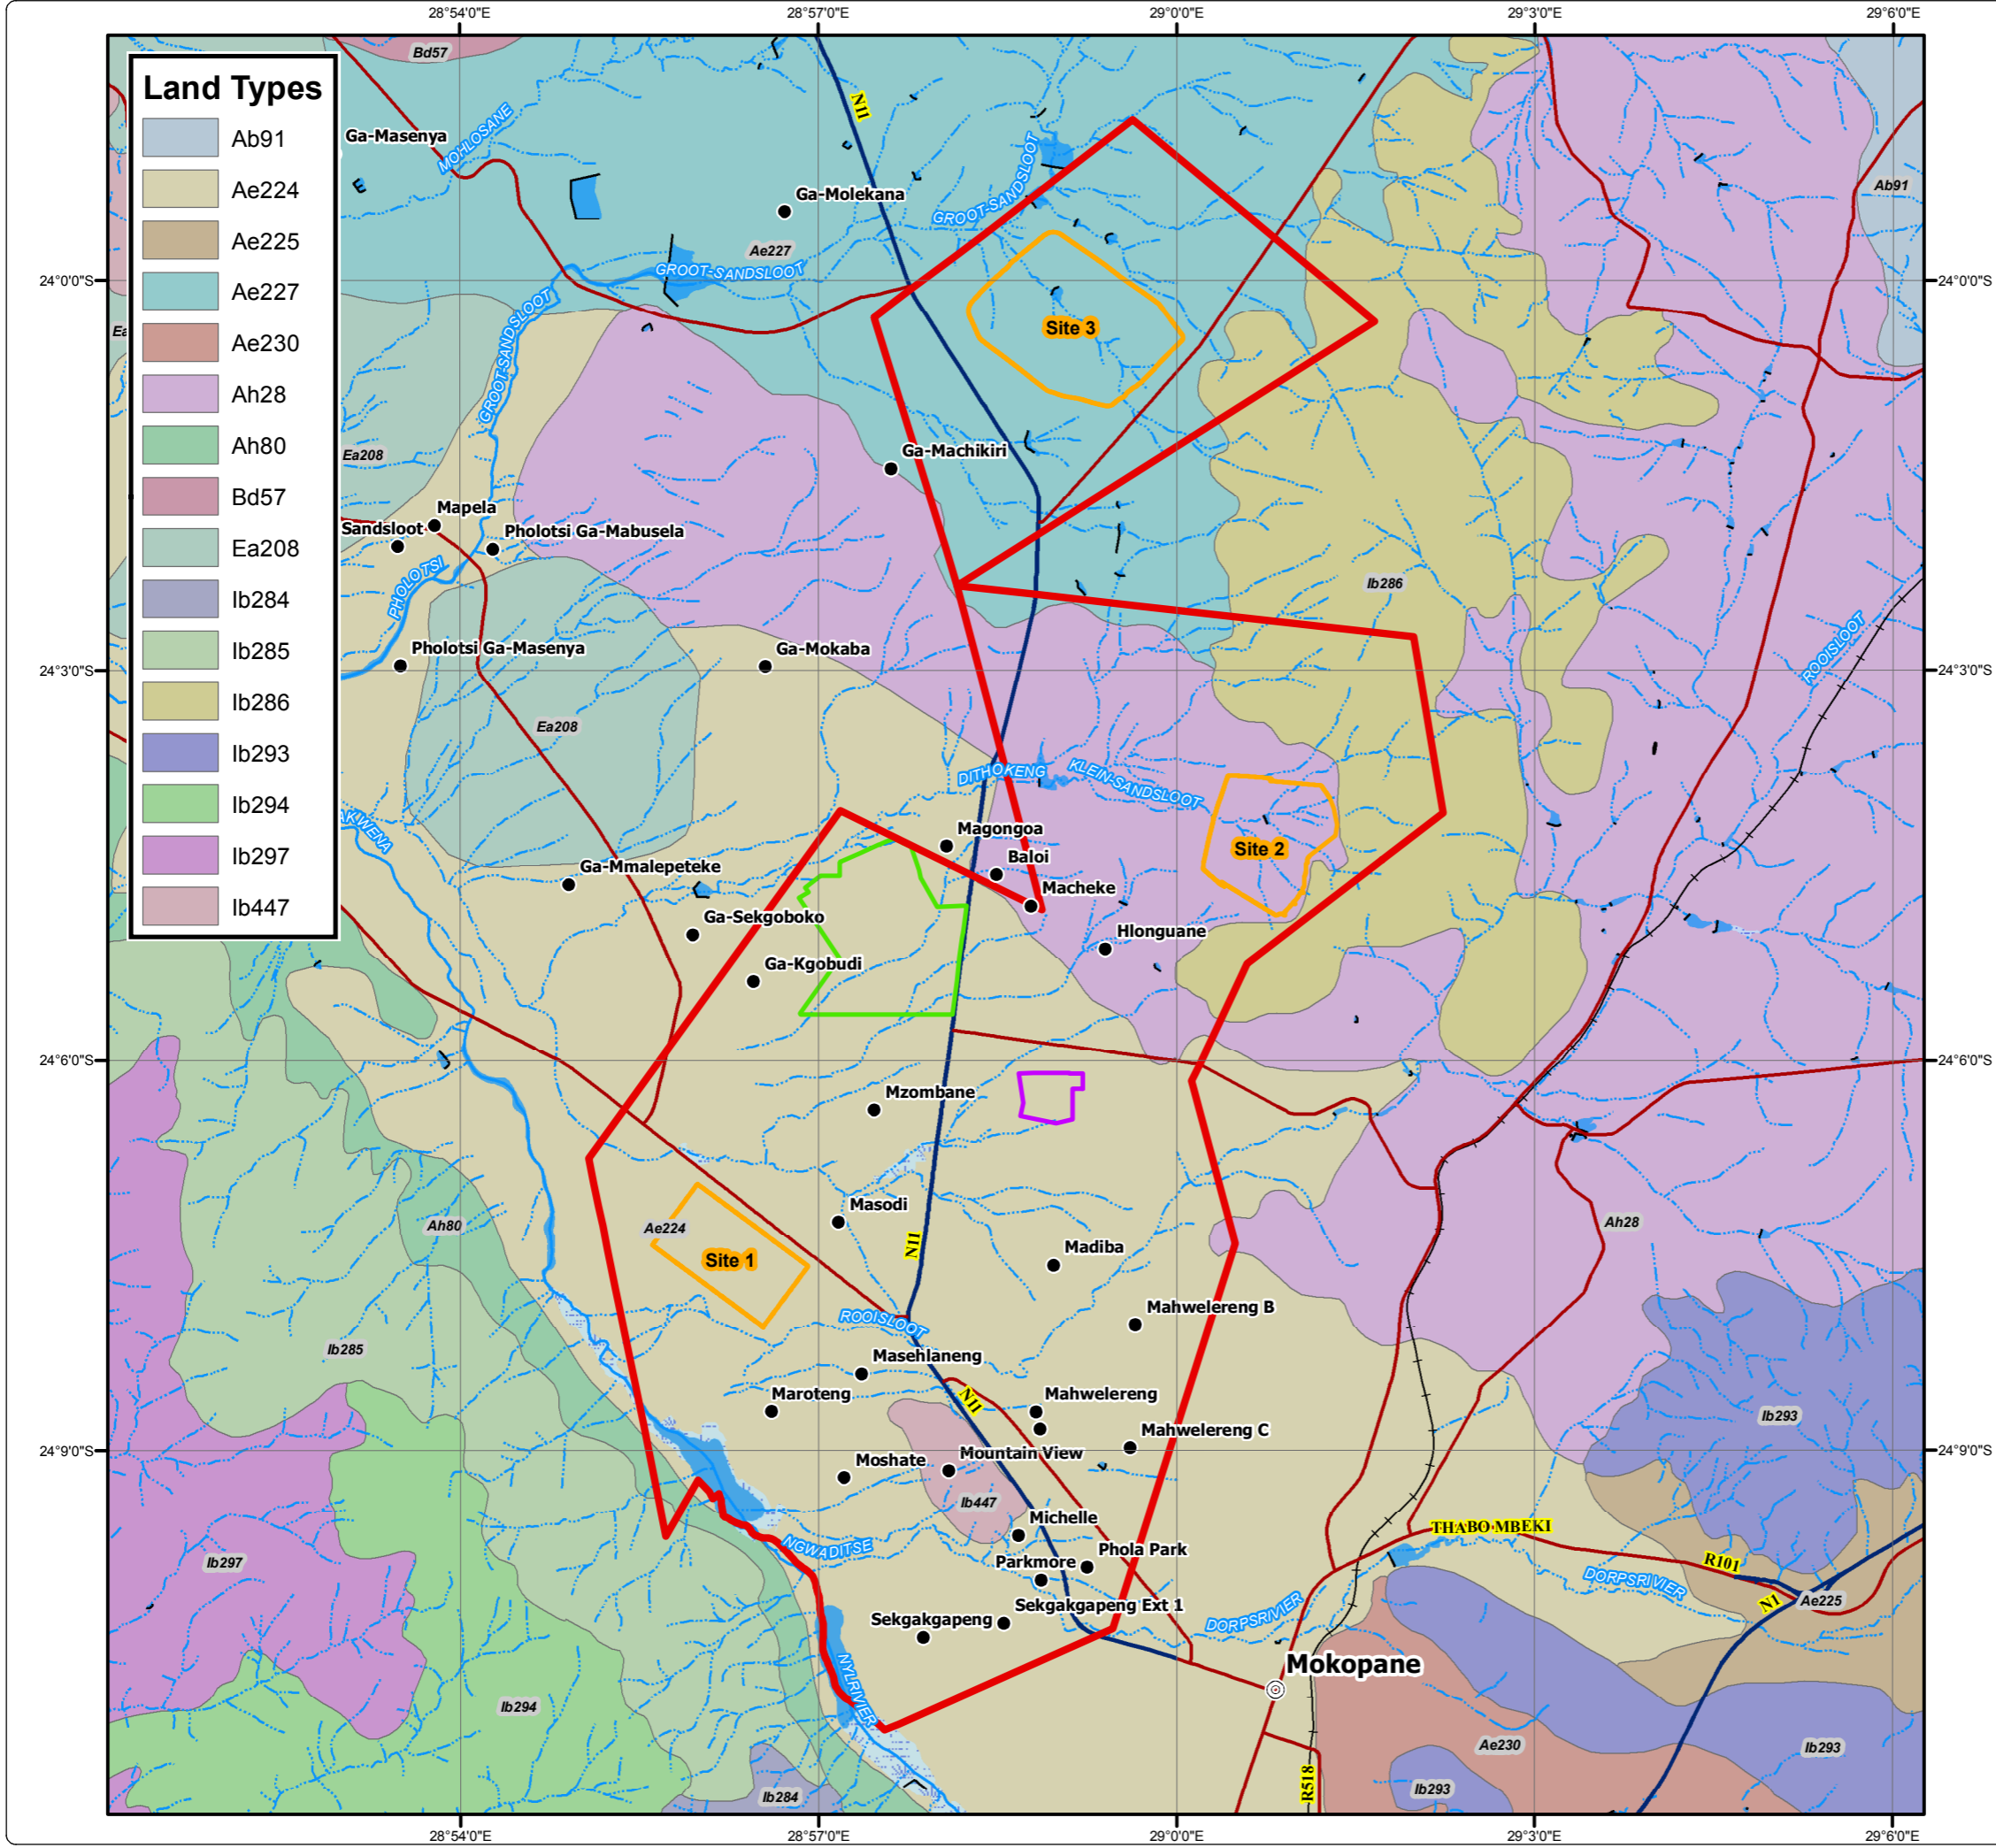 28°54'0"E
28°57'0"E
29°0'0"E
29°3'0"E
29°6'0"E
Bd57
Land Types
Ab91
Ae224
Ae225
Ae227
Ae230
Ah28
Ah80
Bd57
Ea208
Ib284
Ib285
Ib286
Ib293
Ib294
Ib297
Ib447
N11
Ga-Masenya
MOHLOSANE
GROOT-SANDSLOOT
Ab91
Ga-Molekana
Ae227
GROOT-SANDSLOOT
24°0'0"S
24°0'0"S
GROOT-SANDSLOOT
Site 3
Ea
Ga-Machikiri
Ea208
Mapela
Sandsloot
Pholotsi Ga-Mabusela
PHOLOTSI
Ib286
Pholotsi Ga-Masenya
Ga-Mokaba
ROOISLOOT
24°3'0"S
24°3'0"S
Ea208
DITHOKENG
KLEIN-SANDSLOOT
AKWENA
Magongoa
Site 2
Baloi
Ga-Mmalepeteke
Macheke
Ga-Sekgoboko
Hlonguane
Ga-Kgobudi
24°6'0"S
24°6'0"S
Mzombane
Masodi
Ah80
Ae224
Ah28
N11
Madiba
Site 1
Mahwelereng B
ROOISLOOT
Ib285
Masehlaneng
Maroteng
N11
Mahwelereng
Ib293
Mahwelereng C
24°9'0"S
24°9'0"S
Moshate
Mountain View
Ib447
Michelle
THABO MBEKI
NGWADITSE
Phola Park
Parkmore
R101
Ib297
DORPSRIVIER
N1
Ae225
Sekgakgapeng Ext 1
Sekgakgapeng
DORPSRIVIER
NYLRIVIER
Mokopane
Ib294
Ae230
Ib293
R518
Ib293
Ib284
28°54'0"E
28°57'0"E
29°0'0"E
29°3'0"E
29°6'0"E